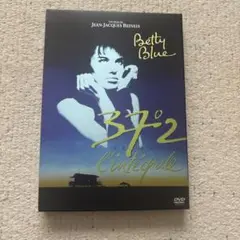 JEAN-JACQUES BEINEIX
Betty
Blue
37°2
L'intégrale
DVD